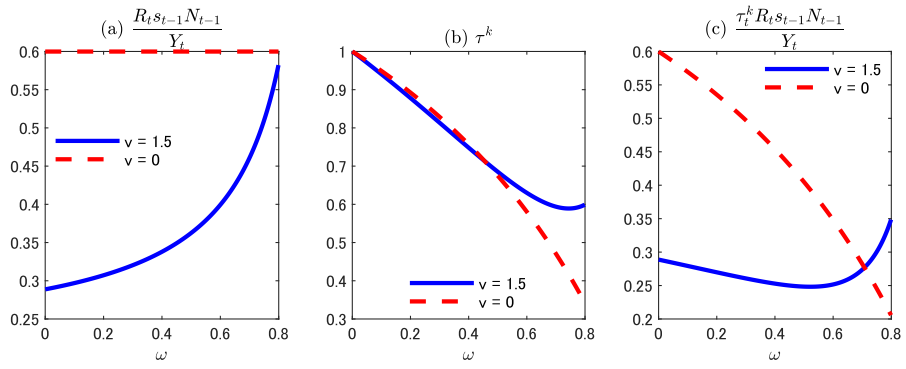 (a) \frac{R_t s_{t-1} N_{t-1}}{Y_t}
0.6
0.55
0.5
0.45
0.4
0.35
0.3
0.25
0 0.2 0.4 0.6 0.8
ω
v = 1.5
v = 0
(b) τ^k
1
0.9
0.8
0.7
0.6
0.5
0.4
0.3
0 0.2 0.4 0.6 0.8
ω
v = 1.5
v = 0
(c) \frac{τ_t^k R_t s_{t-1} N_{t-1}}{Y_t}
0.6
0.55
0.5
0.45
0.4
0.35
0.3
0.25
0.2
0 0.2 0.4 0.6 0.8
ω
v = 1.5
v = 0